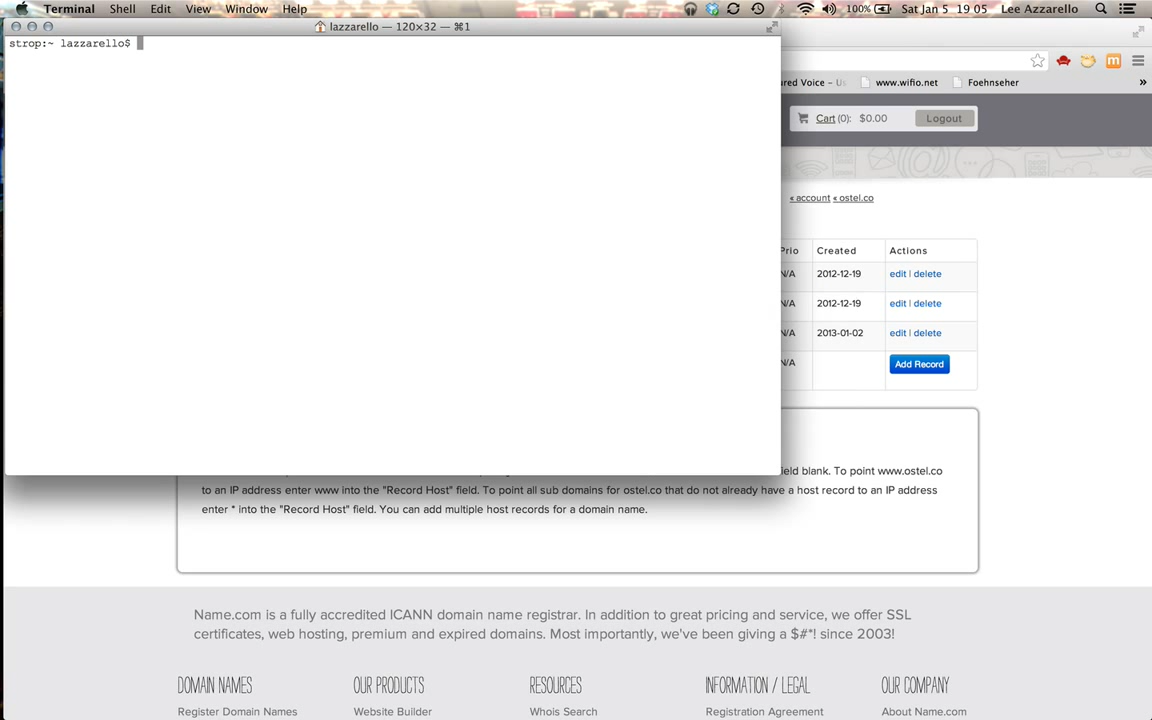 Terminal Shell Edit View Window Help 100% Sat Jan 5 19 05 Lee Azzarello
lazzarello — 120×32 — ⌘1
strop:~ lazzarello$
ured Voice – Us www.wifio.net Foehnseher »
Cart (0): $0.00 Logout
« account « ostel.co
Prio Created Actions
N/A 2012-12-19 edit | delete
N/A 2012-12-19 edit | delete
N/A 2013-01-02 edit | delete
N/A Add Record
ield blank. To point www.ostel.co
to an IP address enter www into the "Record Host" field. To point all sub domains for ostel.co that do not already have a host record to an IP address
enter * into the "Record Host" field. You can add multiple host records for a domain name.
Name.com is a fully accredited ICANN domain name registrar. In addition to great pricing and service, we offer SSL
certificates, web hosting, premium and expired domains. Most importantly, we've been giving a $#*! since 2003!
DOMAIN NAMES OUR PRODUCTS RESOURCES INFORMATION / LEGAL OUR COMPANY
Register Domain Names Website Builder Whois Search Registration Agreement About Name.com